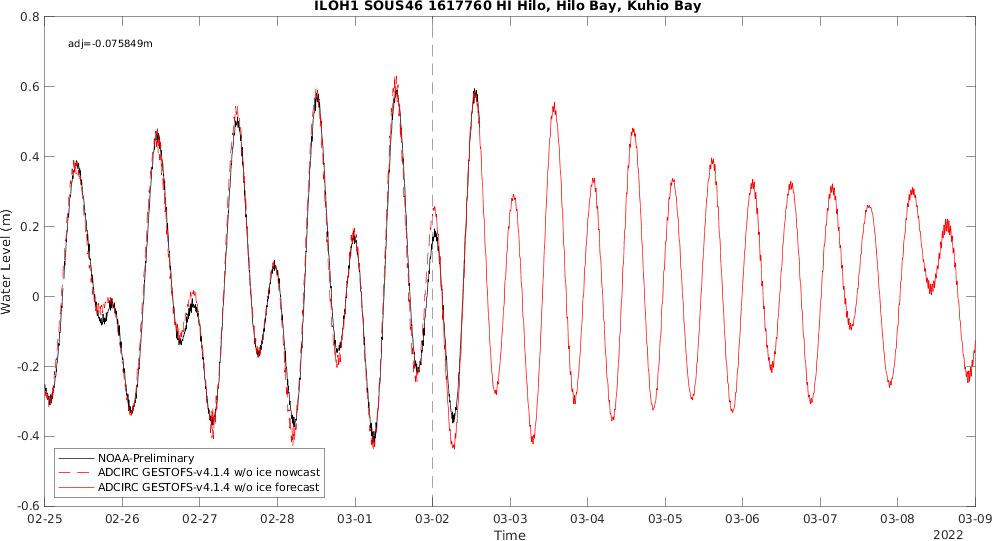 ILOH1 SOUS46 1617760 HI Hilo, Hilo Bay, Kuhio Bay
adj=-0.075849m
0.8
0.6
0.4
0.2
0
-0.2
-0.4
-0.6
Water Level (m)
NOAA-Preliminary
ADCIRC GESTOFS-v4.1.4 w/o ice nowcast
ADCIRC GESTOFS-v4.1.4 w/o ice forecast
02-25 02-26 02-27 02-28 03-01 03-02 03-03 03-04 03-05 03-06 03-07 03-08 03-09
Time
2022